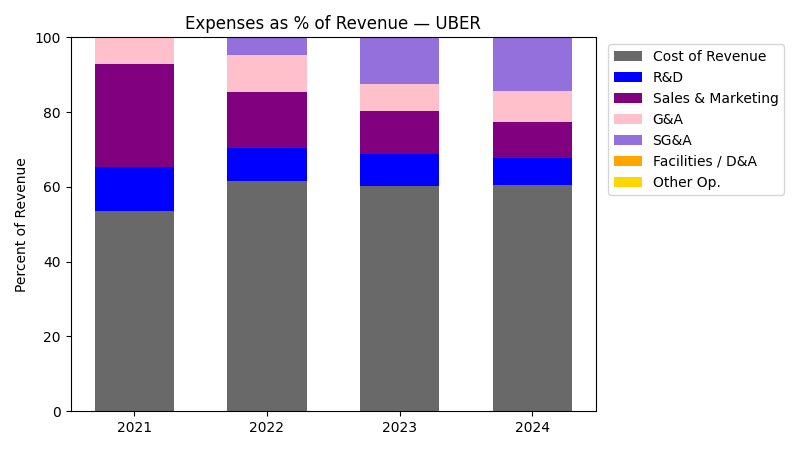 Expenses as % of Revenue — UBER
Percent of Revenue
100
80
60
40
20
0
2021
2022
2023
2024
Cost of Revenue
R&D
Sales & Marketing
G&A
SG&A
Facilities / D&A
Other Op.